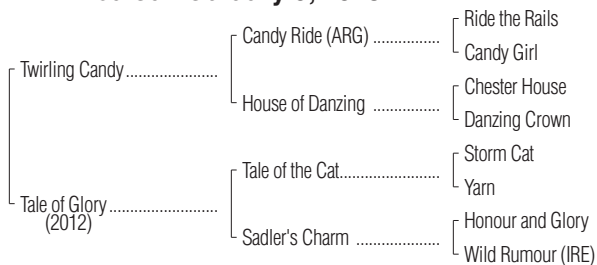 Ride the Rails
Candy Ride (ARG) ................
Candy Girl
Twirling Candy......................
Chester House
House of Danzing ................
Danzing Crown
Storm Cat
Tale of the Cat........................
Yarn
Tale of Glory..........................
(2012)
Honour and Glory
Sadler's Charm ....................
Wild Rumour (IRE)